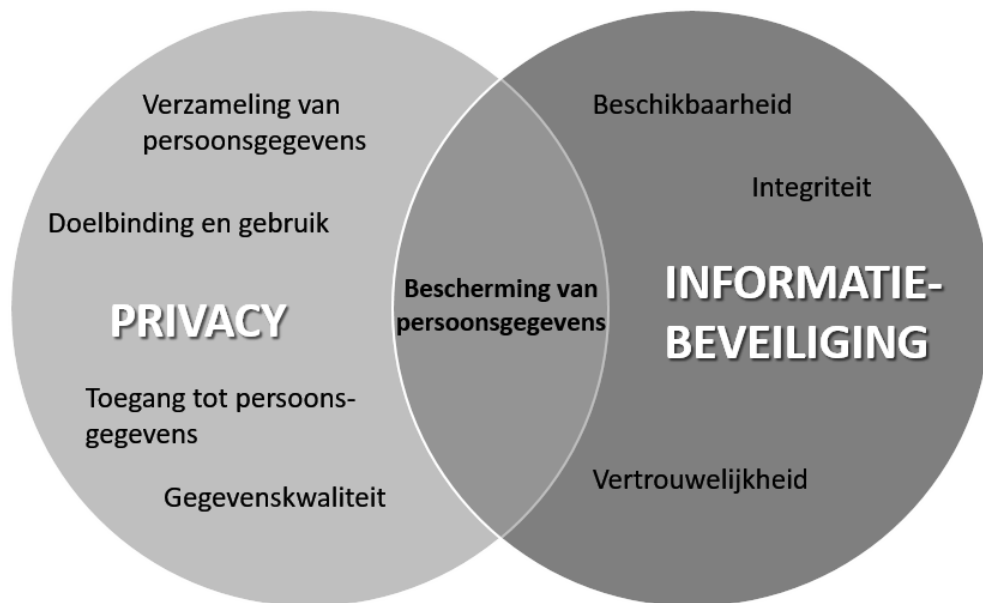 Verzameling van
persoonsgegevens
Doelbinding en gebruik
PRIVACY
Toegang tot persoons-
gegevens
Gegevenskwaliteit
Bescherming van
persoonsgegevens
Beschikbaarheid
Integriteit
INFORMATIE-
BEVEILIGING
Vertrouwelijkheid